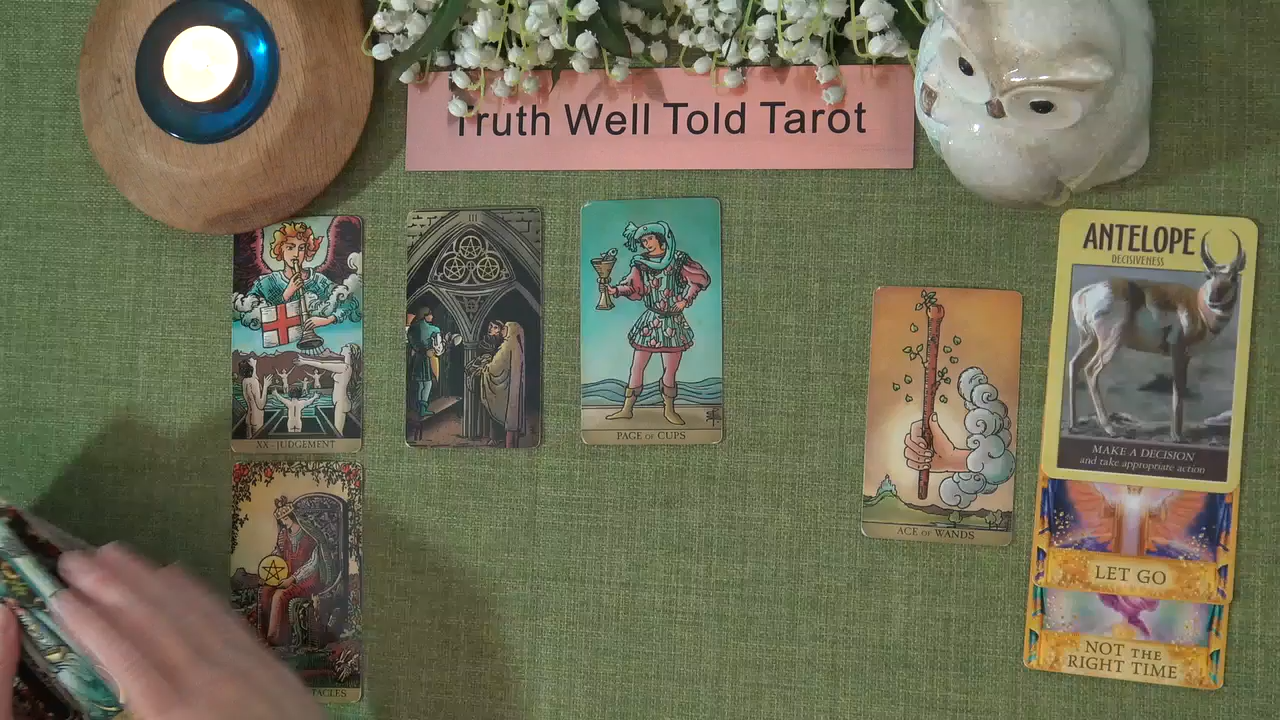 Truth Well Told Tarot
XX · JUDGEMENT
III
PAGE OF CUPS
ACE OF WANDS
ANTELOPE
DECISIVENESS
MAKE A DECISION
and take appropriate action
LET GO
NOT THE
RIGHT TIME